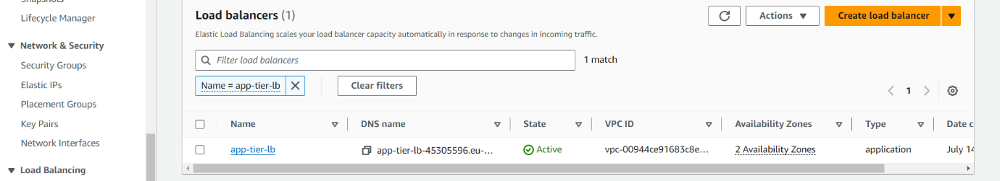 Snapshots
Lifecycle Manager
Network & Security
Security Groups
Elastic IPs
Placement Groups
Key Pairs
Network Interfaces
Load Balancing
Load balancers (1)
Actions
Create load balancer
Elastic Load Balancing scales your load balancer capacity automatically in response to changes in incoming traffic.
Filter load balancers
1 match
Name = app-tier-lb
Clear filters
1
Name DNS name State VPC ID Availability Zones Type Date c
app-tier-lb app-tier-lb-45305596.eu-... Active vpc-00944ce91683c8e... 2 Availability Zones application July 14